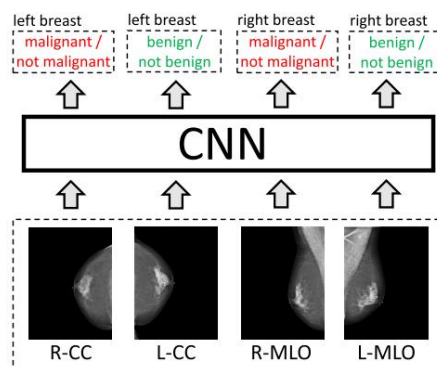 left breast left breast right breast right breast
malignant / benign / malignant / benign /
not malignant not benign not malignant not benign
CNN
R-CC L-CC R-MLO L-MLO